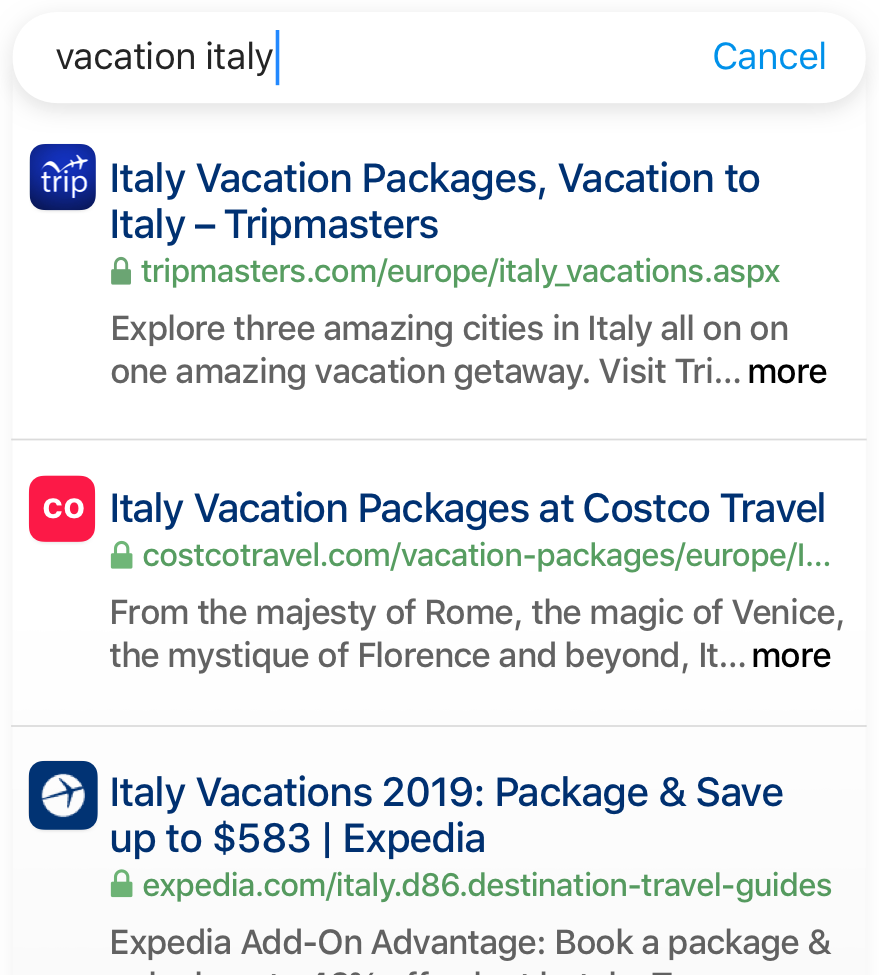 vacation italy Cancel
trip
Italy Vacation Packages, Vacation to
Italy – Tripmasters
tripmasters.com/europe/italy_vacations.aspx
Explore three amazing cities in Italy all on on
one amazing vacation getaway. Visit Tri... more
CO
Italy Vacation Packages at Costco Travel
costcotravel.com/vacation-packages/europe/I...
From the majesty of Rome, the magic of Venice,
the mystique of Florence and beyond, It... more
Italy Vacations 2019: Package & Save
up to $583 | Expedia
expedia.com/italy.d86.destination-travel-guides
Expedia Add-On Advantage: Book a package &